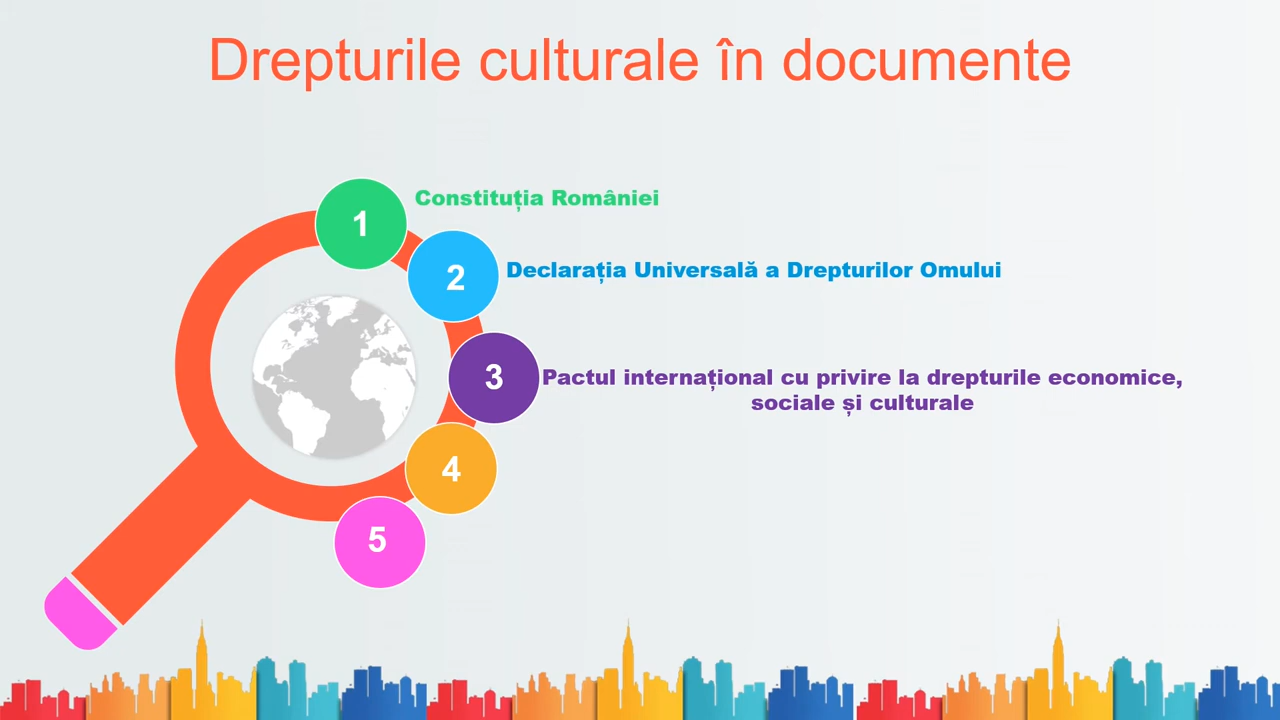 Drepturile culturale în documente
1
Constituția României
2
Declarația Universală a Drepturilor Omului
3
Pactul internațional cu privire la drepturile economice,
sociale și culturale
4
5